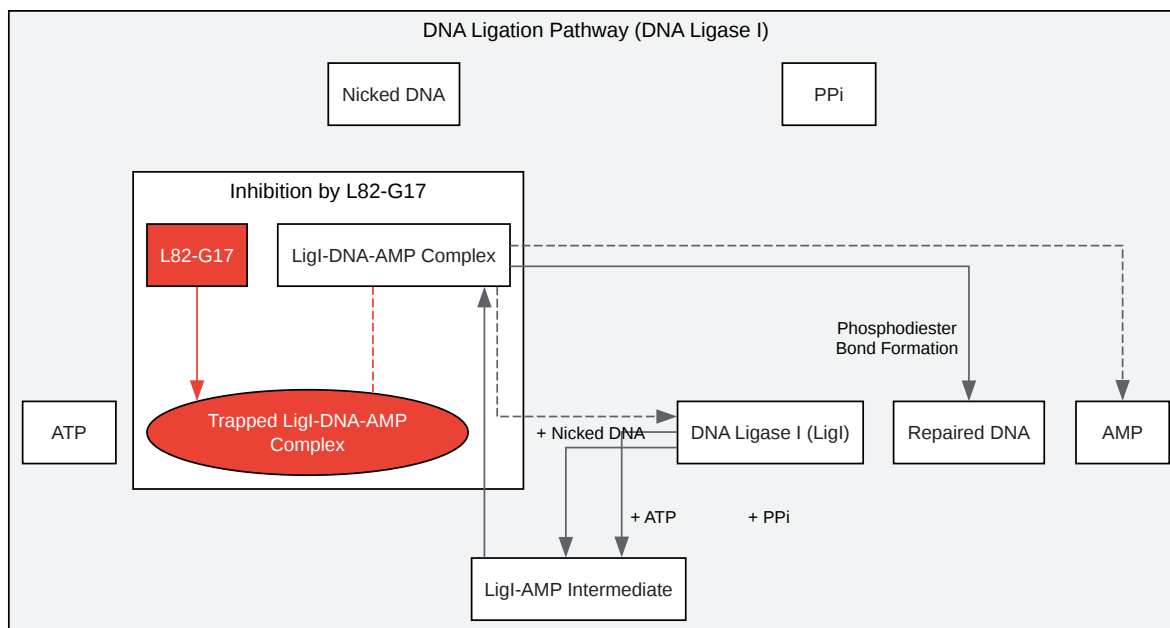 DNA Ligation Pathway (DNA Ligase I)
Nicked DNA
PPi
Inhibition by L82-G17
L82-G17
LigI-DNA-AMP Complex
Phosphodiester
Bond Formation
ATP
Trapped LigI-DNA-AMP
Complex
+ Nicked DNA
DNA Ligase I (LigI)
Repaired DNA
AMP
+ ATP
+ PPi
LigI-AMP Intermediate